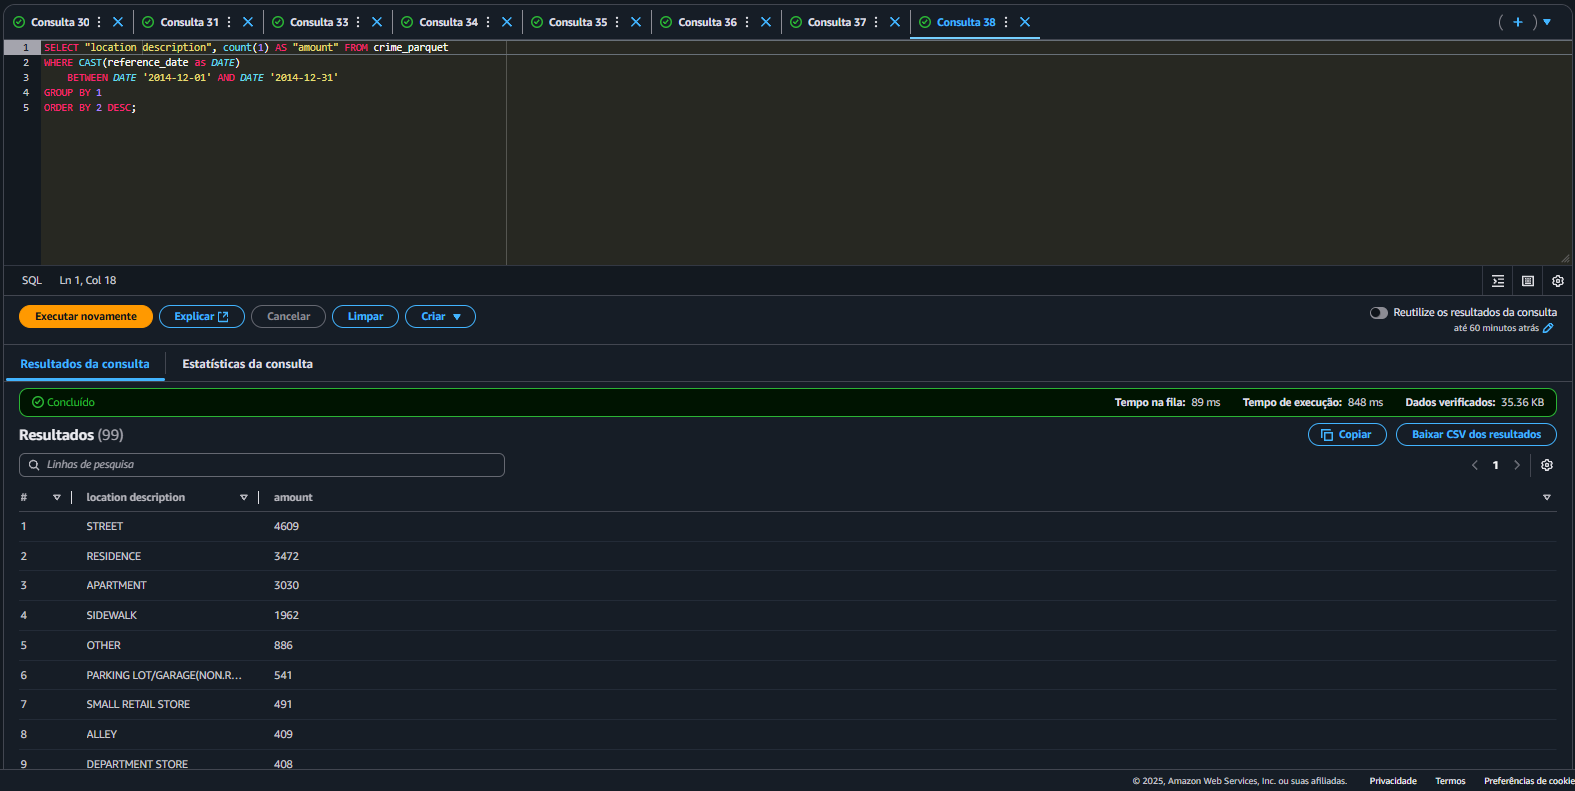 Consulta 30 Consulta 31 Consulta 33 Consulta 34 Consulta 35 Consulta 36 Consulta 37 Consulta 38
1 SELECT "location description", count(1) AS "amount" FROM crime_parquet
2 WHERE CAST(reference_date as DATE)
3 BETWEEN DATE '2014-12-01' AND DATE '2014-12-31'
4 GROUP BY 1
5 ORDER BY 2 DESC;
SQL Ln 1, Col 18
Executar novamente Explicar Cancelar Limpar Criar
Reutilize os resultados da consulta
até 60 minutos atrás
Resultados da consulta Estatísticas da consulta
Concluído Tempo na fila: 89 ms Tempo de execução: 848 ms Dados verificados: 35.36 KB
Resultados (99) Copiar Baixar CSV dos resultados
Linhas de pesquisa 1
# location description amount
1 STREET 4609
2 RESIDENCE 3472
3 APARTMENT 3030
4 SIDEWALK 1962
5 OTHER 886
6 PARKING LOT/GARAGE(NON.R... 541
7 SMALL RETAIL STORE 491
8 ALLEY 409
9 DEPARTMENT STORE 408
© 2025, Amazon Web Services, Inc. ou suas afiliadas. Privacidade Termos Preferências de cookie